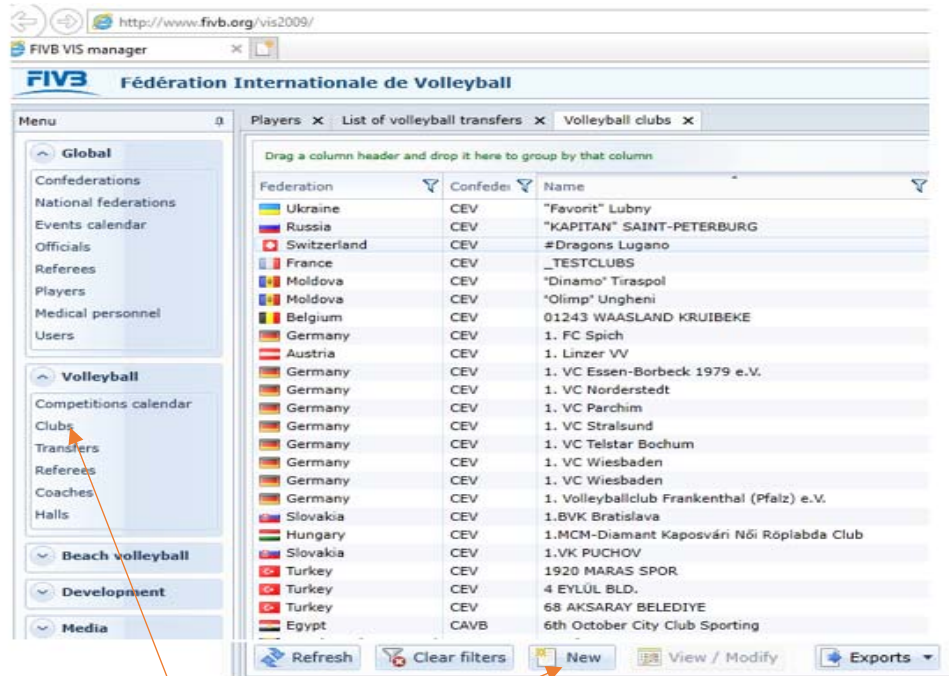 http://www.fivb.org/vis2009/
FIVB VIS manager
FIVB Fédération Internationale de Volleyball
Menu
Global
Confederations
National federations
Events calendar
Officials
Referees
Players
Medical personnel
Users
Volleyball
Competitions calendar
Clubs
Transfers
Referees
Coaches
Halls
Beach volleyball
Development
Media
Players List of volleyball transfers Volleyball clubs
Drag a column header and drop it here to group by that column
Federation Confeder Name
Ukraine CEV "Favorit" Lubny
Russia CEV "KAPITAN" SAINT-PETERBURG
Switzerland CEV #Dragons Lugano
France CEV _TESTCLUBS
Moldova CEV "Dinamo" Tiraspol
Moldova CEV "Olimp" Ungheni
Belgium CEV 01243 WAASLAND KRUIBEKE
Germany CEV 1. FC Spich
Austria CEV 1. Linzer VV
Germany CEV 1. VC Essen-Borbeck 1979 e.V.
Germany CEV 1. VC Norderstedt
Germany CEV 1. VC Parchim
Germany CEV 1. VC Stralsund
Germany CEV 1. VC Telstar Bochum
Germany CEV 1. VC Wiesbaden
Germany CEV 1. VC Wiesbaden
Germany CEV 1. Volleyballclub Frankenthal (Pfalz) e.V.
Slovakia CEV 1.BVK Bratislava
Hungary CEV 1.MCM-Diamant Kaposvári Női Röplabda Club
Slovakia CEV 1.VK PUCHOV
Turkey CEV 1920 MARAS SPOR
Turkey CEV 4 EYLÜL BLD.
Turkey CEV 68 AKSARAY BELEDIYE
Egypt CAVB 6th October City Club Sporting
Refresh Clear filters New View / Modify Exports